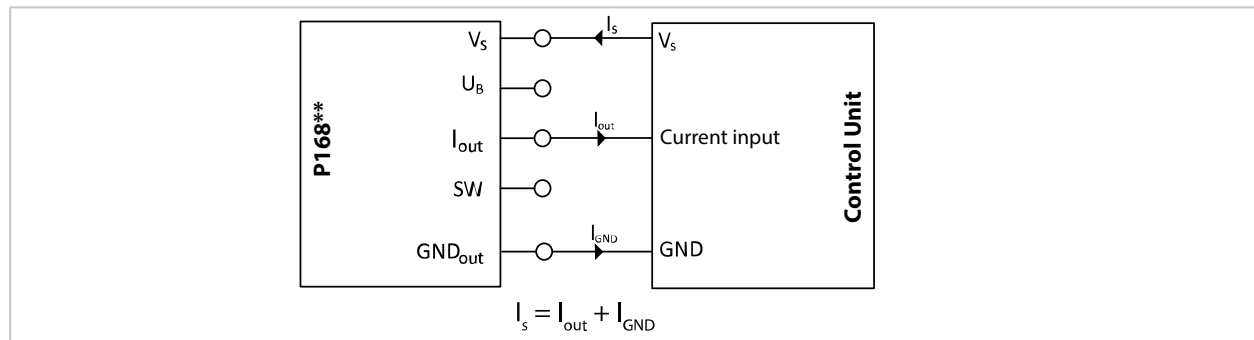 P168**
V_S
U_B
I_out
SW
GND_out
I_s
I_out
I_GND
V_s
Current input
GND
Control Unit
I_s = I_out + I_GND